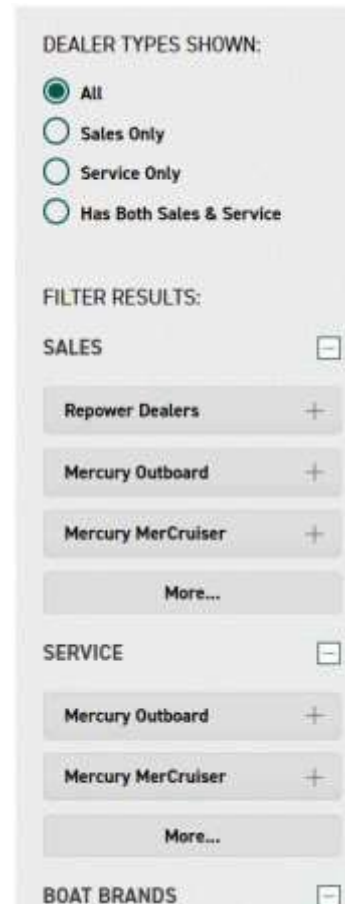 DEALER TYPES SHOWN:
All
Sales Only
Service Only
Has Both Sales & Service
FILTER RESULTS:
SALES
Repower Dealers
Mercury Outboard
Mercury MerCruiser
More...
SERVICE
Mercury Outboard
Mercury MerCruiser
More...
BOAT BRANDS